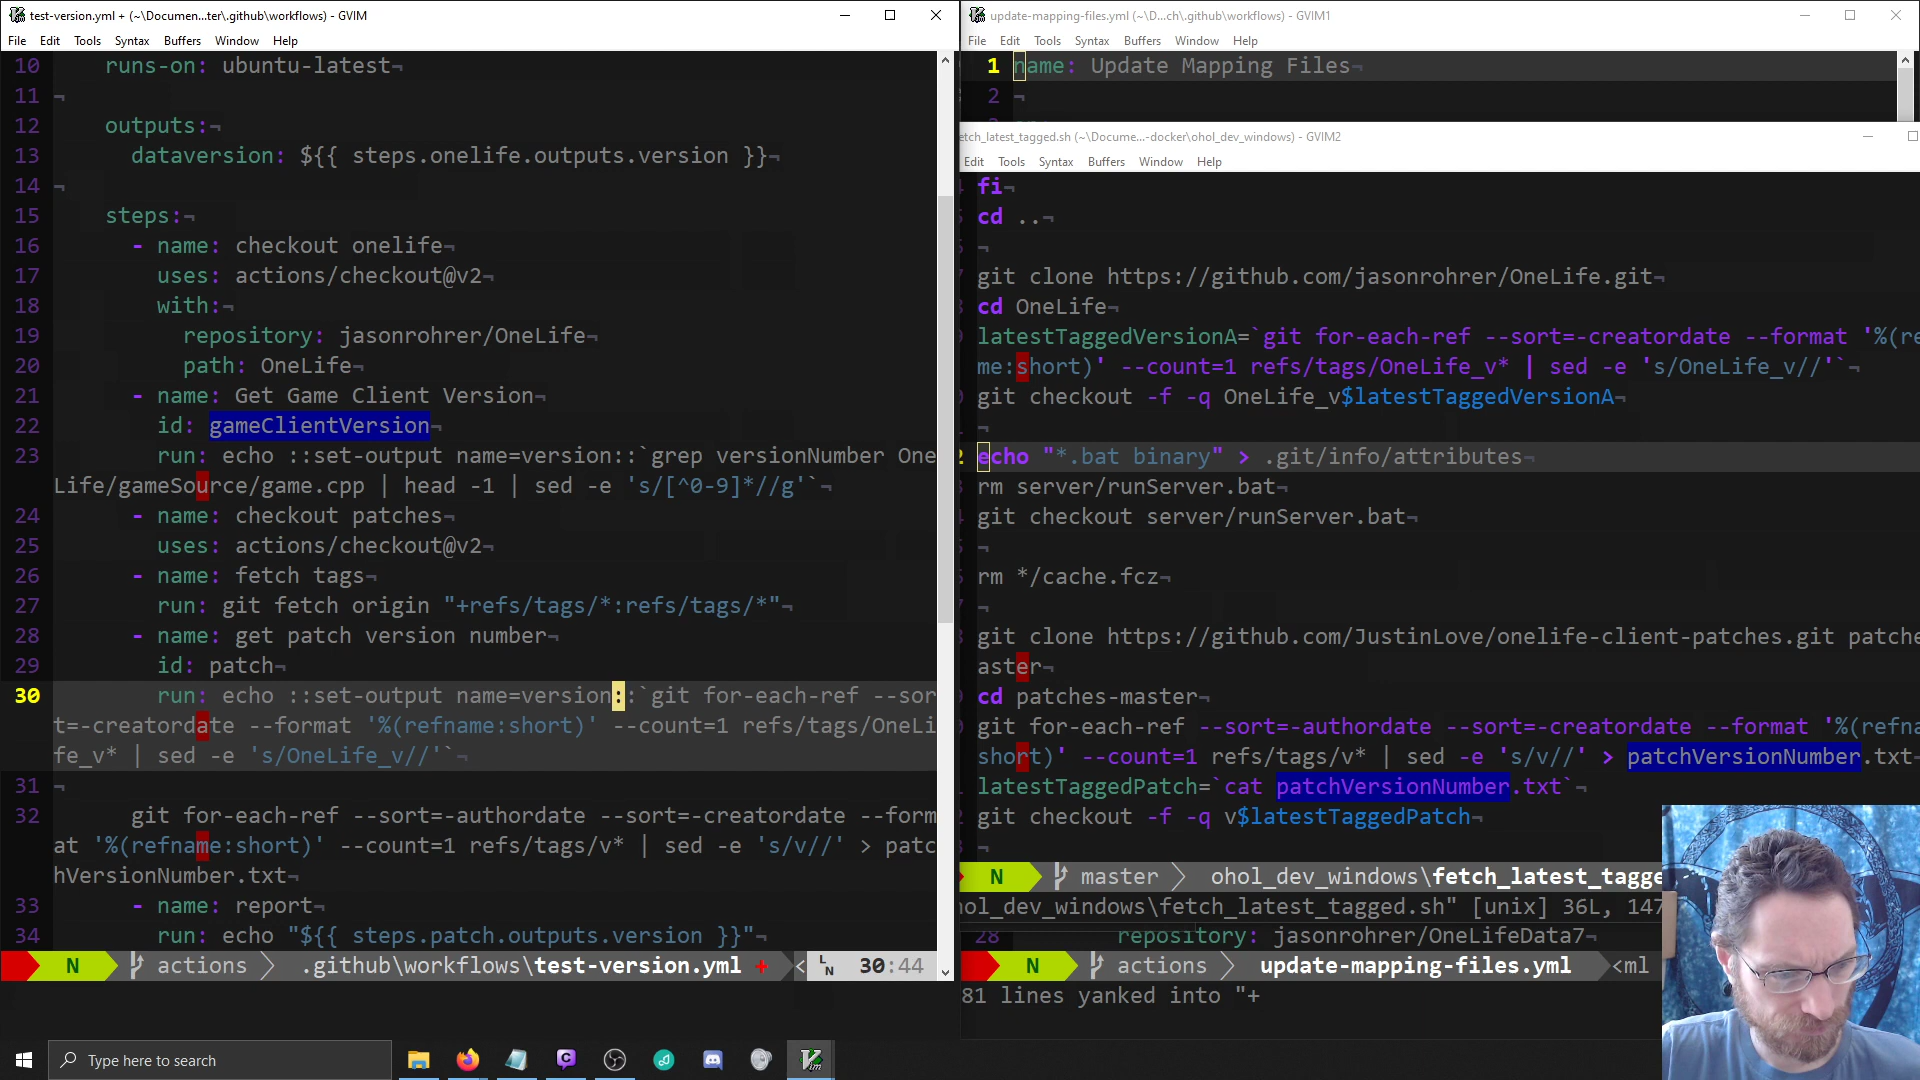 test-version.yml + (~\Documen...ter\.github\workflows) - GVIM
File Edit Tools Syntax Buffers Window Help
10 runs-on: ubuntu-latest¬
11 ¬
12 outputs:¬
13 dataversion: ${{ steps.onelife.outputs.version }}¬
14 ¬
15 steps:¬
16 - name: checkout onelife¬
17 uses: actions/checkout@v2¬
18 with:¬
19 repository: jasonrohrer/OneLife¬
20 path: OneLife¬
21 - name: Get Game Client Version¬
22 id: gameClientVersion¬
23 run: echo ::set-output name=version::`grep versionNumber One
Life/gameSource/game.cpp | head -1 | sed -e 's/[^0-9]*//g'`¬
24 - name: checkout patches¬
25 uses: actions/checkout@v2¬
26 - name: fetch tags¬
27 run: git fetch origin "+refs/tags/*:refs/tags/*"¬
28 - name: get patch version number¬
29 id: patch¬
30 run: echo ::set-output name=version::`git for-each-ref --sor
t=-creatordate --format '%(refname:short)' --count=1 refs/tags/OneLi
fe_v* | sed -e 's/OneLife_v//'`¬
31 ¬
32 git for-each-ref --sort=-authordate --sort=-creatordate --form
at '%(refname:short)' --count=1 refs/tags/v* | sed -e 's/v//' > patc
hVersionNumber.txt¬
33 - name: report¬
34 run: echo "${{ steps.patch.outputs.version }}"¬
N actions .github\workflows\test-version.yml + < LN 30:44
update-mapping-files.yml (~\D...ch\.github\workflows) - GVIM1
File Edit Tools Syntax Buffers Window Help
1 name: Update Mapping Files¬
2 ¬
etch_latest_tagged.sh (~\Docume...-docker\ohol_dev_windows) - GVIM2
Edit Tools Syntax Buffers Window Help
fi¬
cd ..¬
¬
git clone https://github.com/jasonrohrer/OneLife.git¬
cd OneLife¬
latestTaggedVersionA=`git for-each-ref --sort=-creatordate --format '%(re
me:short)' --count=1 refs/tags/OneLife_v* | sed -e 's/OneLife_v//'`¬
git checkout -f -q OneLife_v$latestTaggedVersionA¬
¬
2 echo "*.bat binary" > .git/info/attributes¬
rm server/runServer.bat¬
git checkout server/runServer.bat¬
¬
rm */cache.fcz¬
¬
git clone https://github.com/JustinLove/onelife-client-patches.git patche
aster¬
cd patches-master¬
git for-each-ref --sort=-authordate --sort=-creatordate --format '%(refna
short)' --count=1 refs/tags/v* | sed -e 's/v//' > patchVersionNumber.txt¬
latestTaggedPatch=`cat patchVersionNumber.txt`¬
git checkout -f -q v$latestTaggedPatch¬
¬
N master ohol_dev_windows\fetch_latest_tagge
hol_dev_windows\fetch_latest_tagged.sh" [unix] 36L, 147
28 repository: jasonrohrer/OneLifeData7¬
N actions update-mapping-files.yml <ml
81 lines yanked into "+
Type here to search